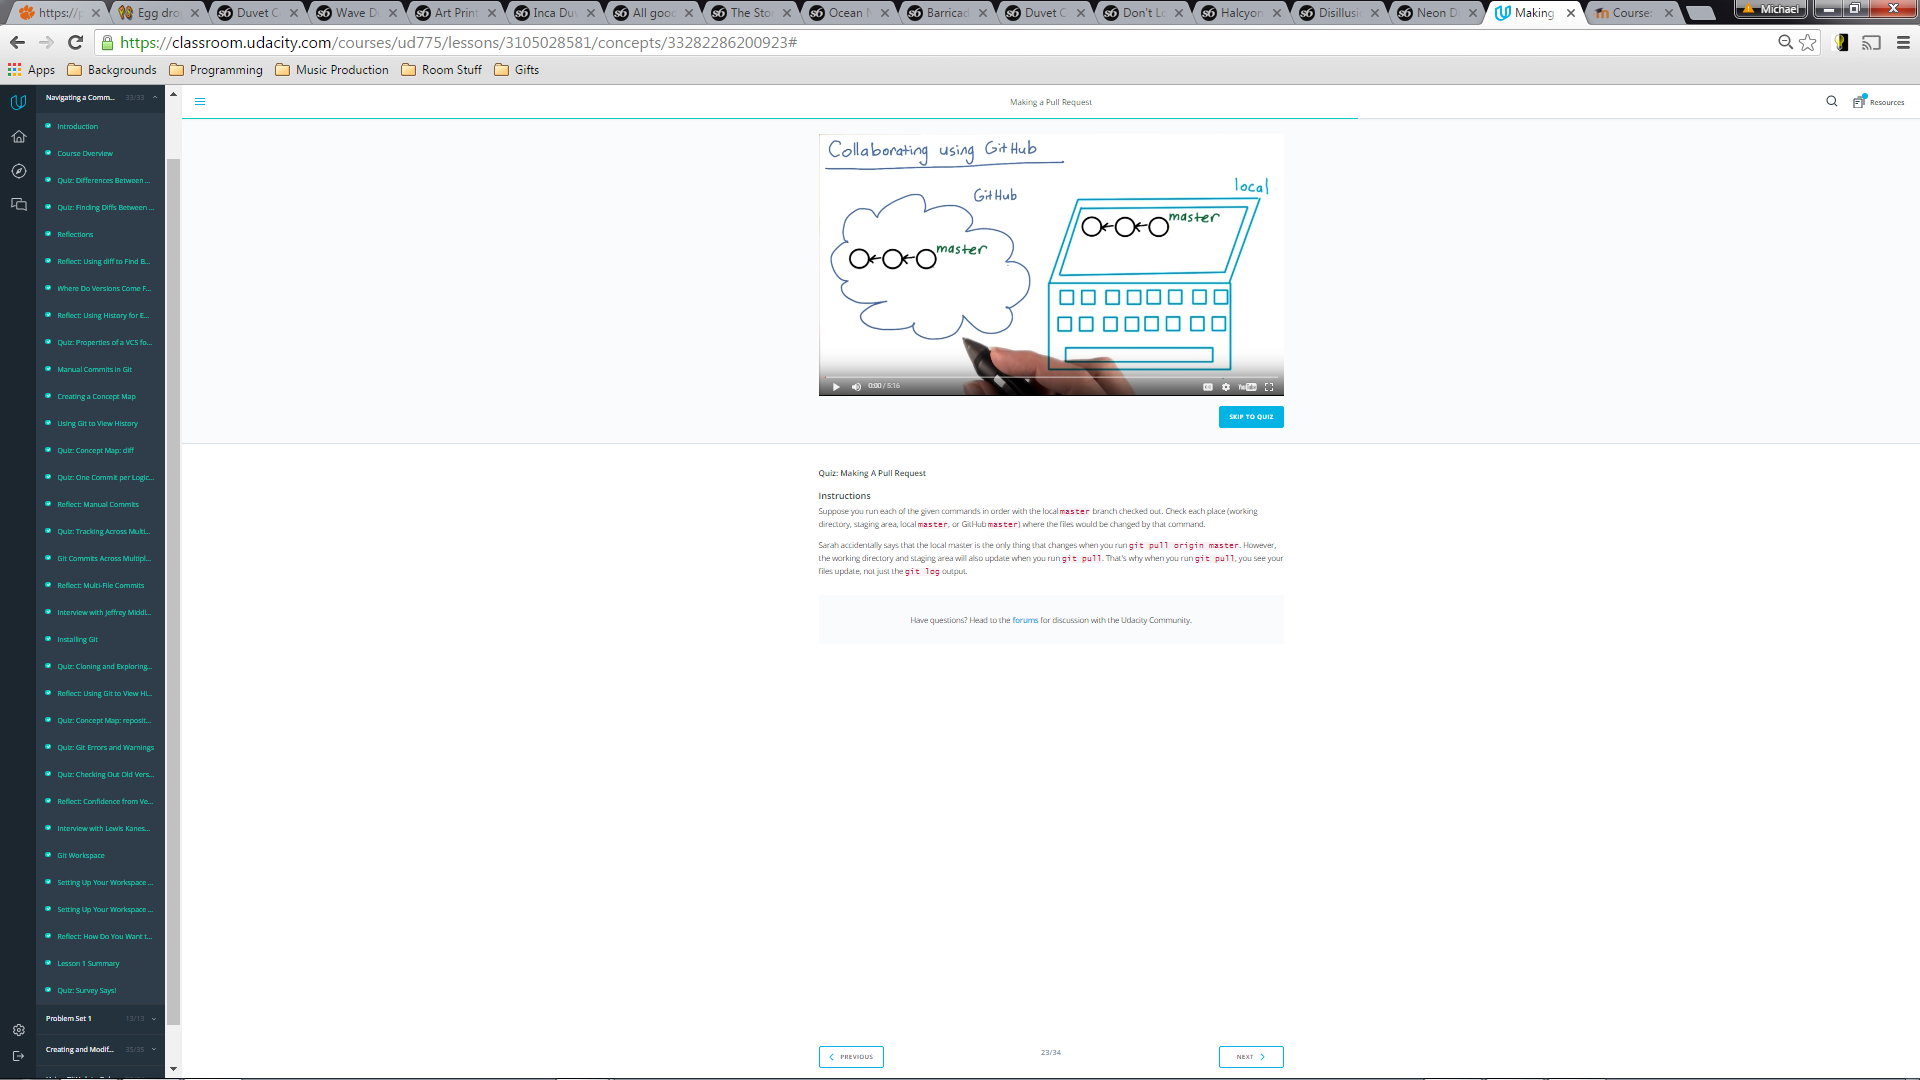 https://p
Egg dro
Duvet C
Wave D
Art Print
Inca Du
All good
The Sto
Ocean N
Barricad
Duvet C
Don't Lo
Halcyon
Disillusi
Neon D
Making
Course:
Michael
https://classroom.udacity.com/courses/ud775/lessons/3105028581/concepts/33282286200923#
Apps Backgrounds Programming Music Production Room Stuff Gifts
Navigating a Comm... 33/33
Making a Pull Request
Resources
Introduction
Course Overview
Quiz: Differences Between ...
Quiz: Finding Diffs Between ...
Reflections
Reflect: Using diff to Find B...
Where Do Versions Come F...
Reflect: Using History for E...
Quiz: Properties of a VCS fo...
Manual Commits in Git
Creating a Concept Map
Using Git to View History
Quiz: Concept Map: diff
Quiz: One Commit per Logic...
Reflect: Manual Commits
Quiz: Tracking Across Multi...
Git Commits Across Multipl...
Reflect: Multi-File Commits
Interview with Jeffrey Middl...
Installing Git
Quiz: Cloning and Exploring...
Reflect: Using Git to View Hi...
Quiz: Concept Map: reposit...
Quiz: Git Errors and Warnings
Quiz: Checking Out Old Vers...
Reflect: Confidence from Ve...
Interview with Lewis Kanes...
Git Workspace
Setting Up Your Workspace ...
Setting Up Your Workspace ...
Reflect: How Do You Want t...
Lesson 1 Summary
Quiz: Survey Says!
Problem Set 1 13/13
Creating and Modif... 35/35
Collaborating using GitHub
GitHub
local
master
master
0:00 / 5:16
CC
YouTube
SKIP TO QUIZ
Quiz: Making A Pull Request
Instructions
Suppose you run each of the given commands in order with the local master branch checked out. Check each place (working
directory, staging area, local master, or GitHub master) where the files would be changed by that command.
Sarah accidentally says that the local master is the only thing that changes when you run git pull origin master. However,
the working directory and staging area will also update when you run git pull. That's why when you run git pull, you see your
files update, not just the git log output.
Have questions? Head to the forums for discussion with the Udacity Community.
PREVIOUS
23/34
NEXT